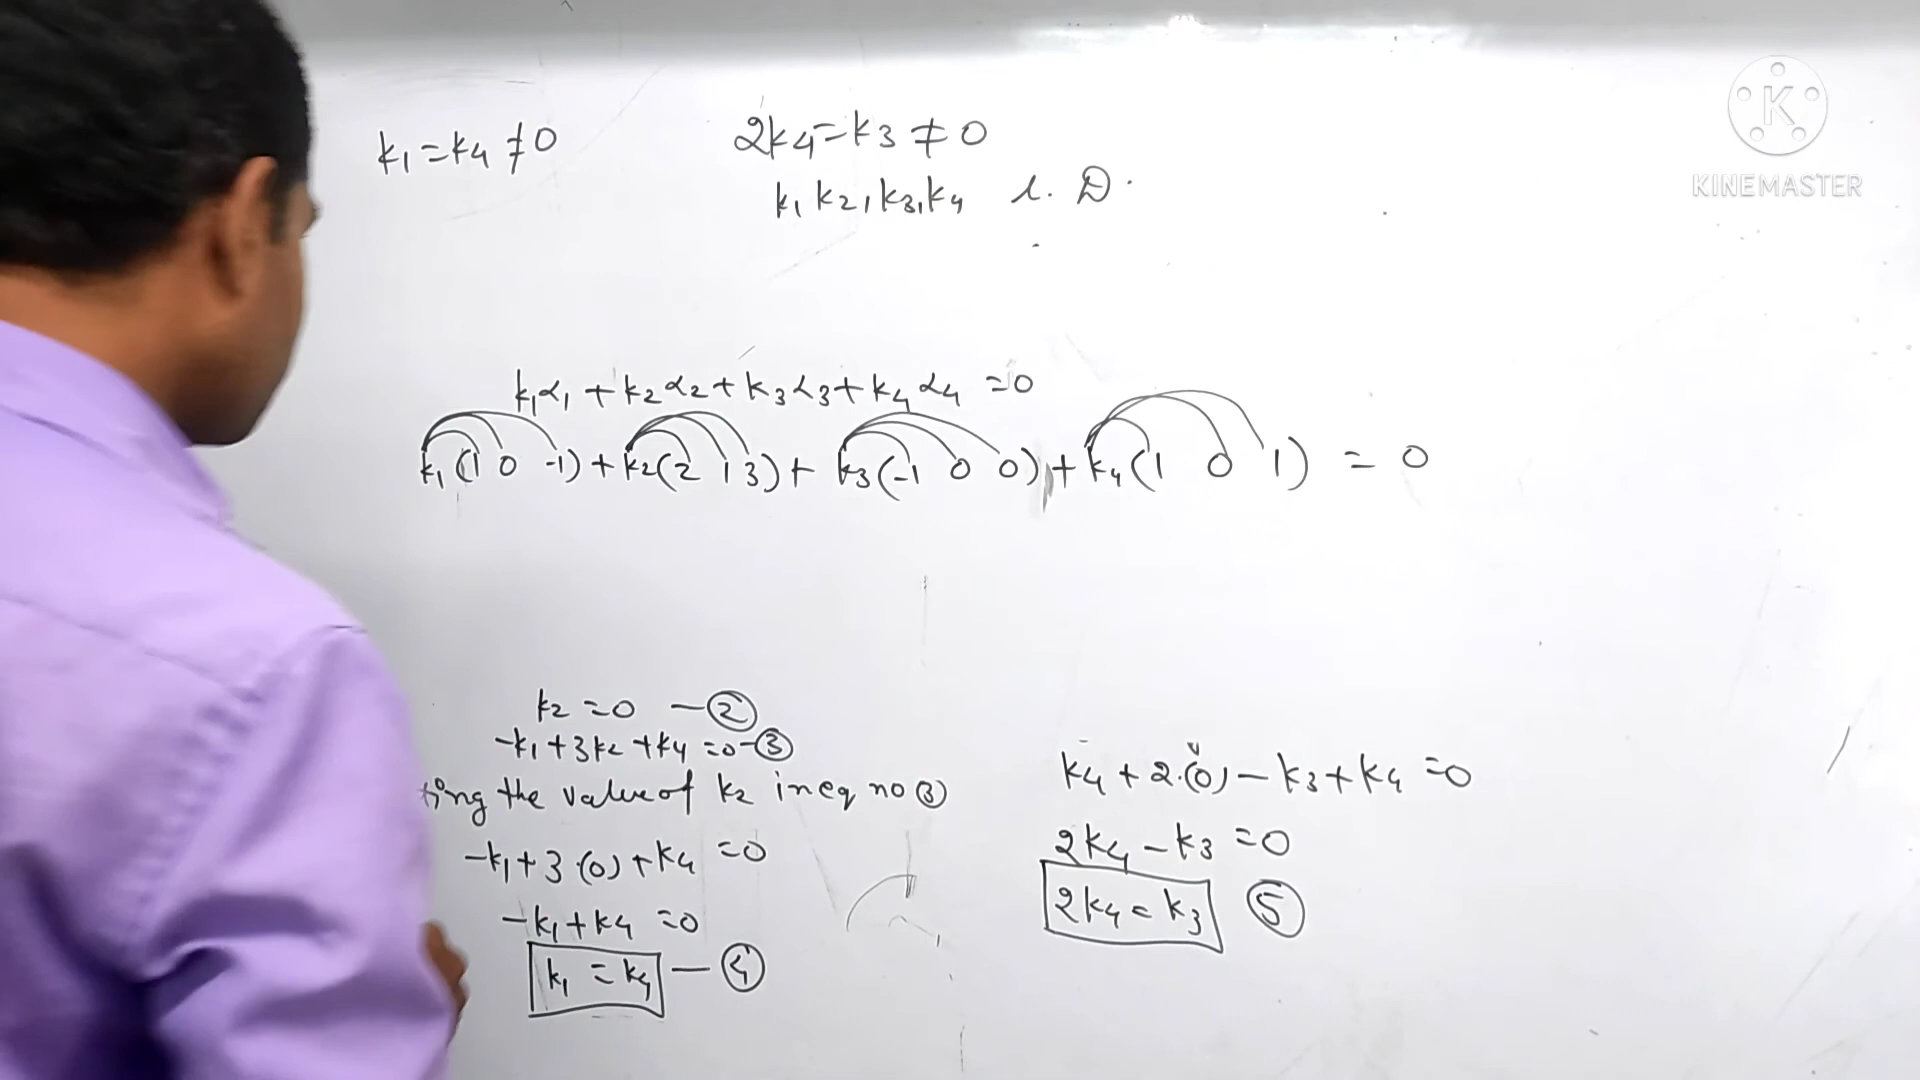 k₁ = k₄ ≠ 0
2k₄ = k₃ ≠ 0
k₁ k₂, k₃, k₄ L. D.
KINEMASTER
k₁α₁ + k₂α₂ + k₃α₃ + k₄α₄ = 0
k₁(1 0 -1) + k₂(2 1 3) + k₃(-1 0 0) + k₄(1 0 1) = 0
k₂ = 0 — ②
-k₁ + 3k₂ + k₄ = 0 - ③
ting the value of k₂ in eq no ③
-k₁ + 3.(0) + k₄ = 0
-k₁ + k₄ = 0
k₁ = k₄ — ④
k₄ + 2.(0) - k₃ + k₄ = 0
2k₄ - k₃ = 0
2k₄ = k₃ ⑤